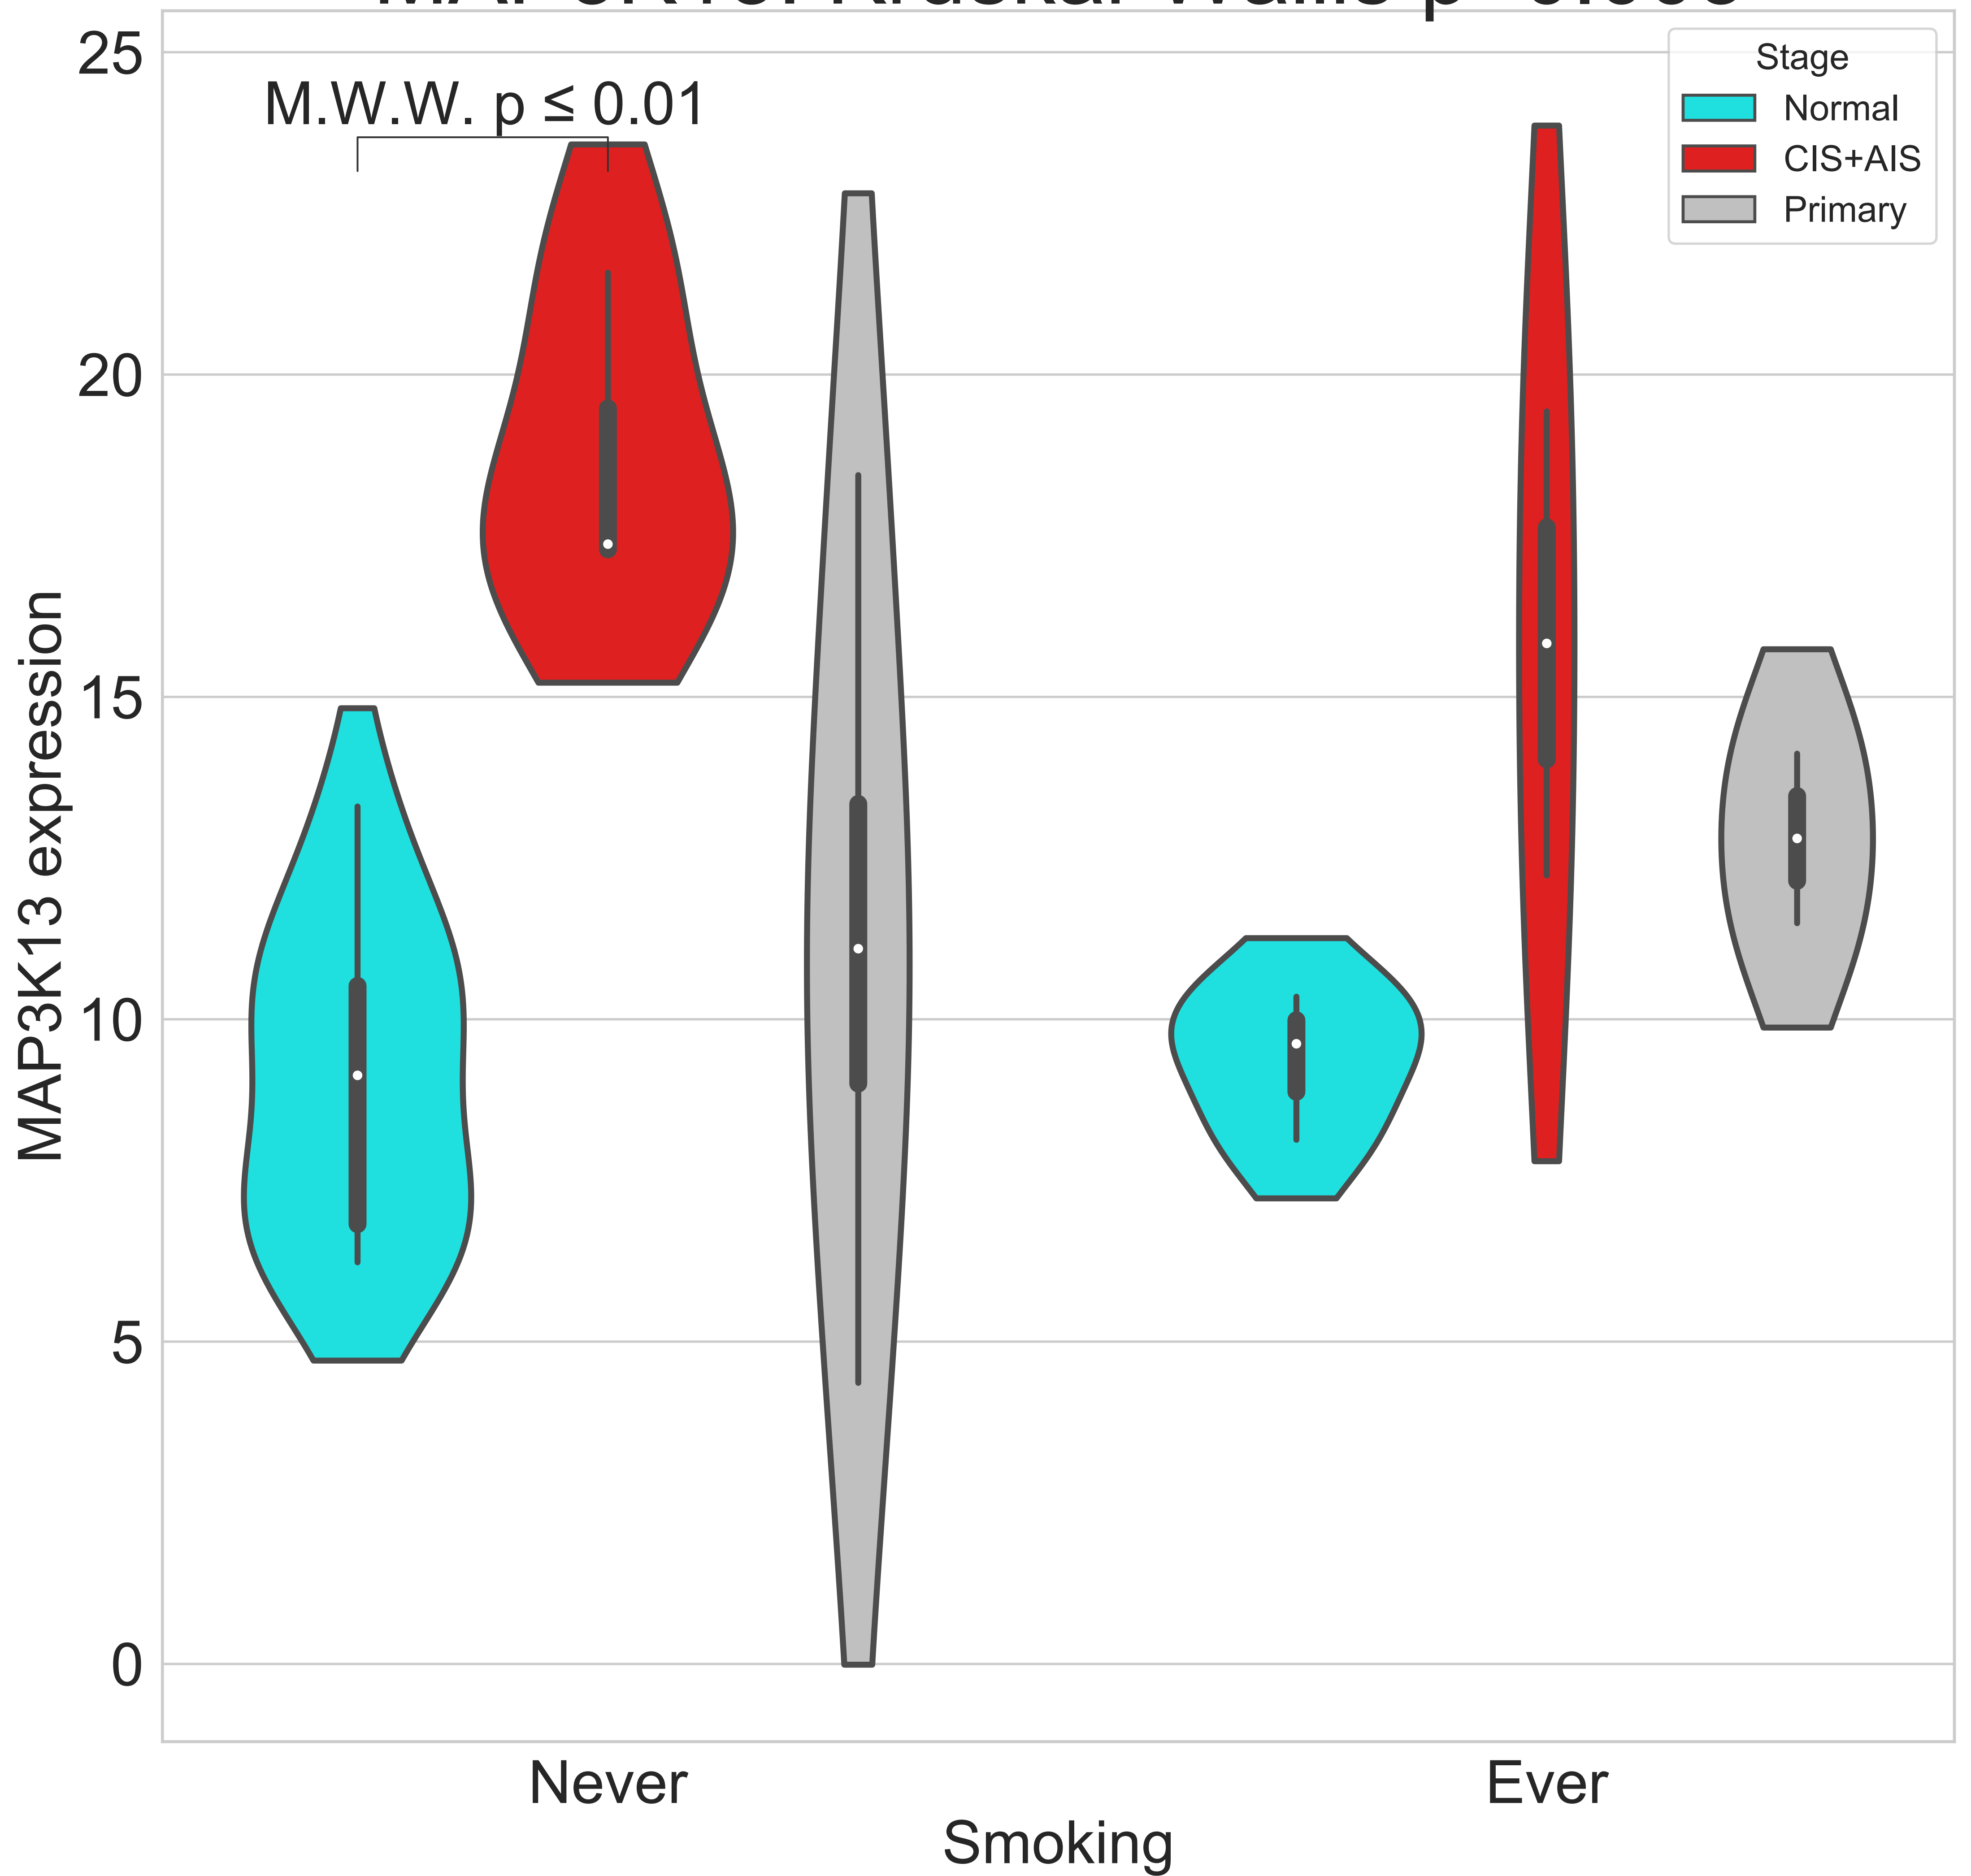 25
M.W.W. p ≤ 0.01
20
15
10
5
0
MAP3K13 expression
Stage
Normal
CIS+AIS
Primary
Never
Ever
Smoking